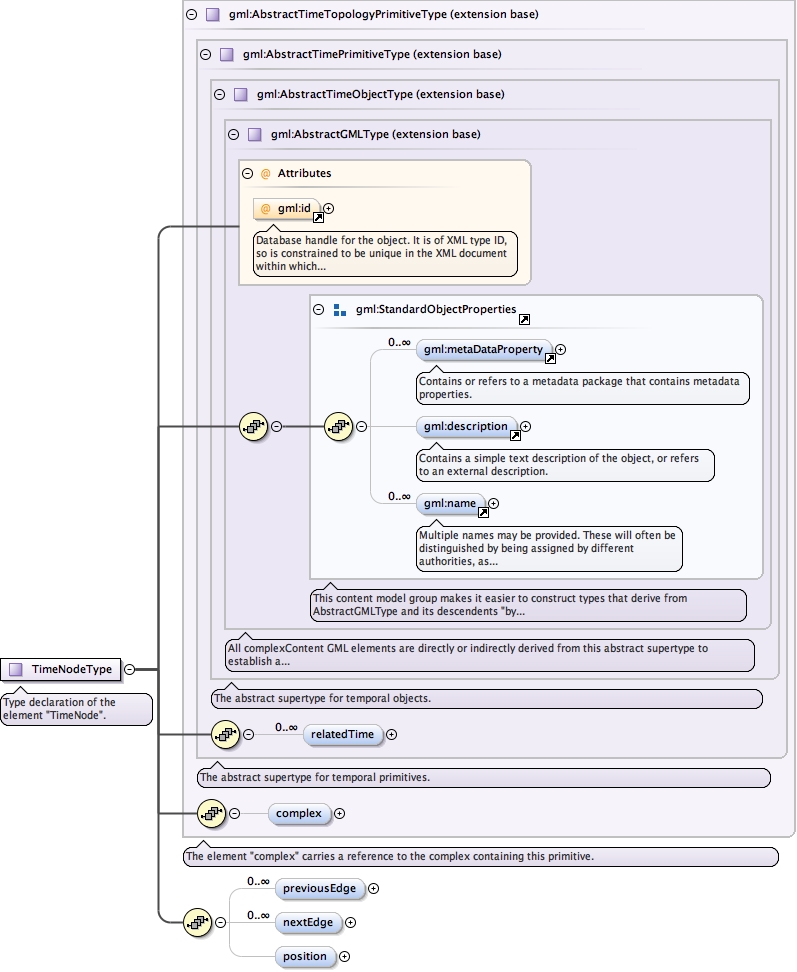 gml:AbstractTimeTopologyPrimitiveType (extension base)
gml:AbstractTimePrimitiveType (extension base)
gml:AbstractTimeObjectType (extension base)
gml:AbstractGMLType (extension base)
@ Attributes
@ gml:id
Database handle for the object. It is of XML type ID,
so is constrained to be unique in the XML document
within which...
gml:StandardObjectProperties
0..∞
gml:metaDataProperty
Contains or refers to a metadata package that contains metadata
properties.
gml:description
Contains a simple text description of the object, or refers
to an external description.
0..∞
gml:name
Multiple names may be provided. These will often be
distinguished by being assigned by different
authorities, as...
This content model group makes it easier to construct types that derive from
AbstractGMLType and its descendents "by...
All complexContent GML elements are directly or indirectly derived from this abstract supertype to
establish a...
TimeNodeType
Type declaration of the
element "TimeNode".
The abstract supertype for temporal objects.
0..∞
relatedTime
The abstract supertype for temporal primitives.
complex
The element "complex" carries a reference to the complex containing this primitive.
0..∞
previousEdge
0..∞
nextEdge
position